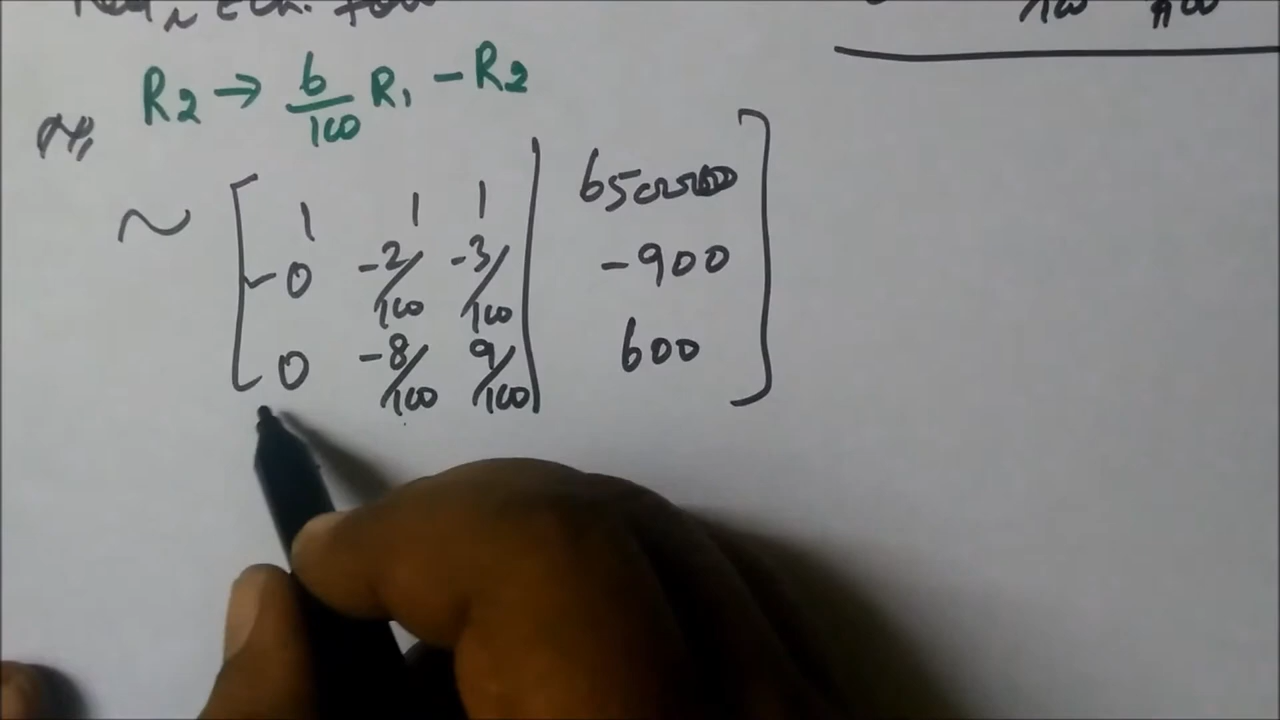 R2 → 6/100 R1 - R2
~ [ 1 1 1 | 65000 ]
0 -2/100 -3/100 | -900
0 -8/100 9/100 | 600